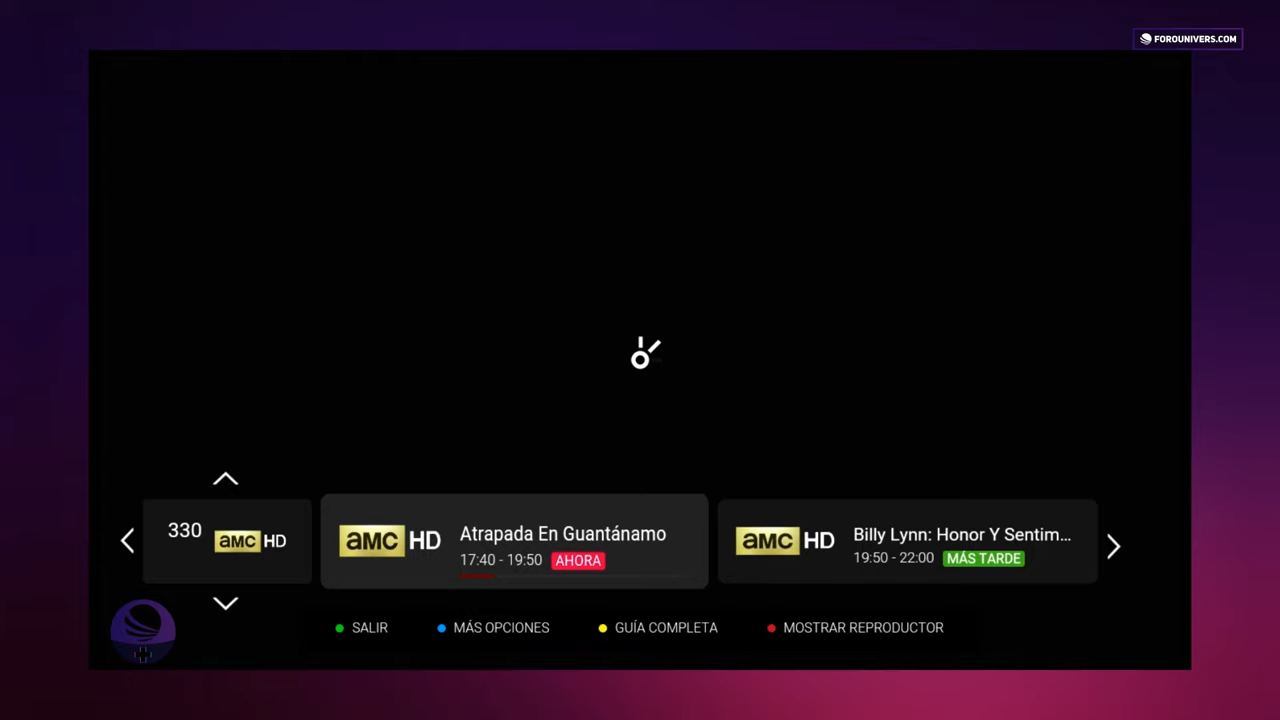 FOROUNIVERS.COM
330
aMC HD
aMC HD
Atrapada En Guantánamo
17:40 - 19:50 AHORA
aMC HD
Billy Lynn: Honor Y Sentim...
19:50 - 22:00 MÁS TARDE
SALIR
MÁS OPCIONES
GUÍA COMPLETA
MOSTRAR REPRODUCTOR